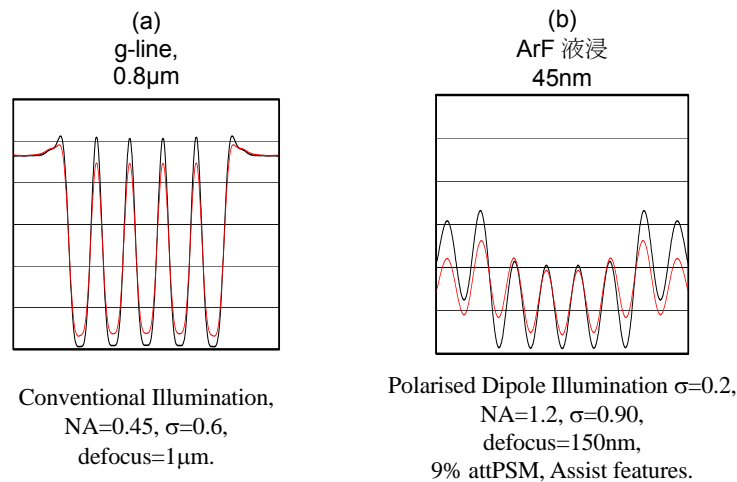 (a)
g-line,
0.8μm
Conventional Illumination,
NA=0.45, σ=0.6,
defocus=1μm.
(b)
ArF 液浸
45nm
Polarised Dipole Illumination σ=0.2,
NA=1.2, σ=0.90,
defocus=150nm,
9% attPSM, Assist features.